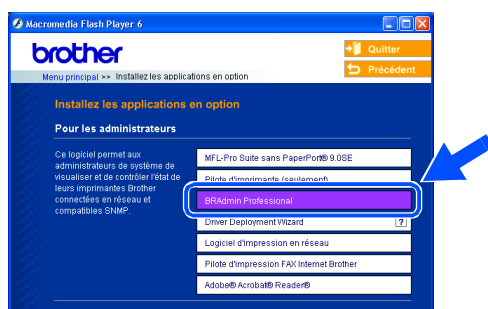 Macromedia Flash Player 6
brother
Quitter
Précédent
Menu principal >> Installez les applications en option
Installez les applications en option
Pour les administrateurs
Ce logiciel permet aux
administrateurs de système de
visualiser et de contrôler l'état de
leurs imprimantes Brother
connectées en réseau et
compatibles SNMP.
MFL-Pro Suite sans PaperPort® 9.0SE
Pilote d'imprimante (seulement)
BRAdmin Professional
Driver Deployment Wizard
?
Logiciel d'impression en réseau
Pilote d'impression FAX Internet Brother
Adobe® Acrobat® Reader®